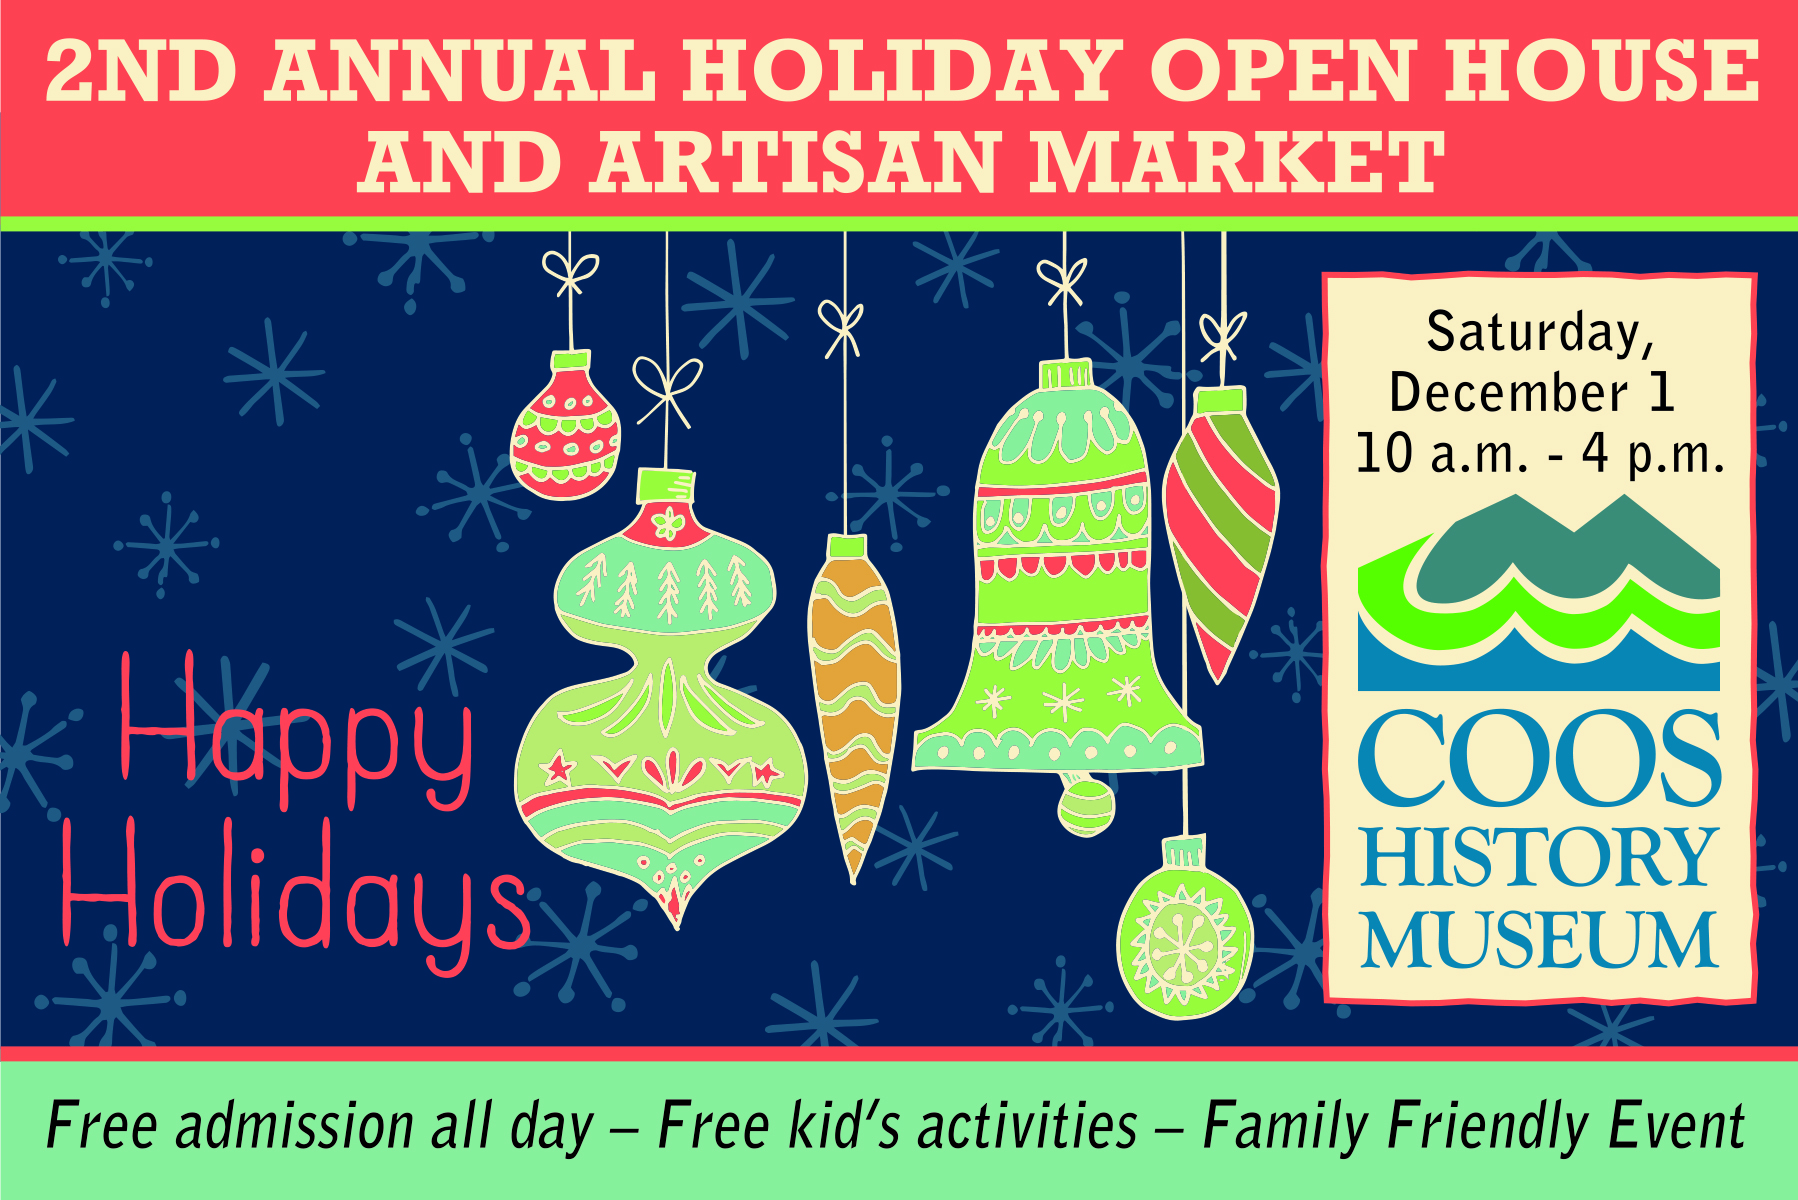 2ND ANNUAL HOLIDAY OPEN HOUSE
AND ARTISAN MARKET
Saturday,
December 1
10 a.m. - 4 p.m.
COOS
HISTORY
MUSEUM
Happy
Holidays
Free admission all day – Free kid's activities – Family Friendly Event